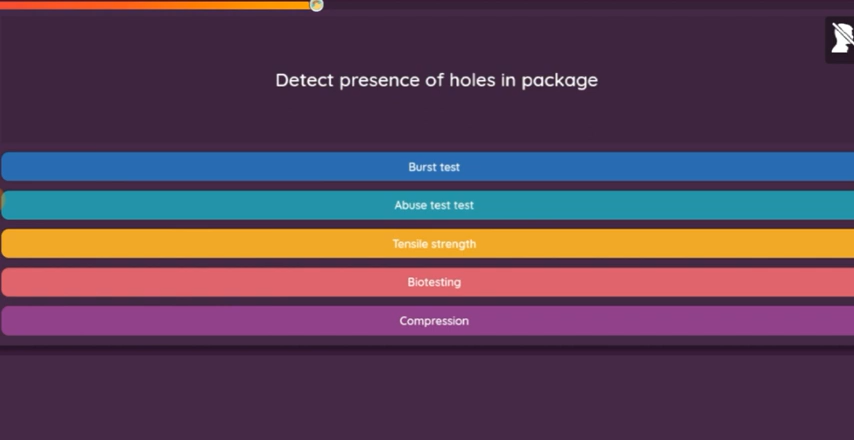 Detect presence of holes in package
Burst test
Abuse test test
Tensile strength
Biotesting
Compression